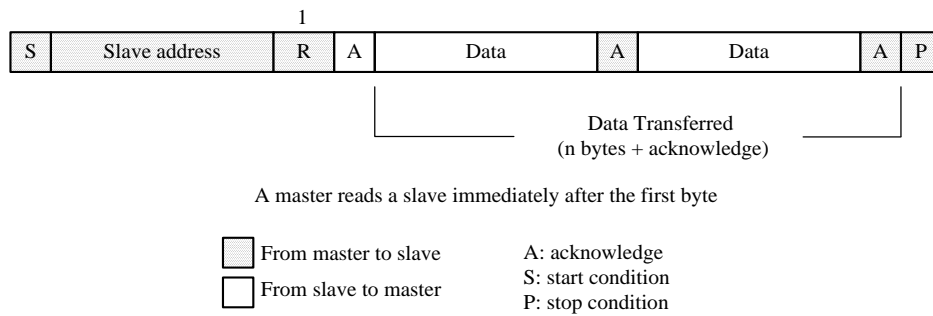 1
S Slave address R A Data A Data A P
Data Transferred
(n bytes + acknowledge)
A master reads a slave immediately after the first byte
From master to slave
From slave to master
A: acknowledge
S: start condition
P: stop condition